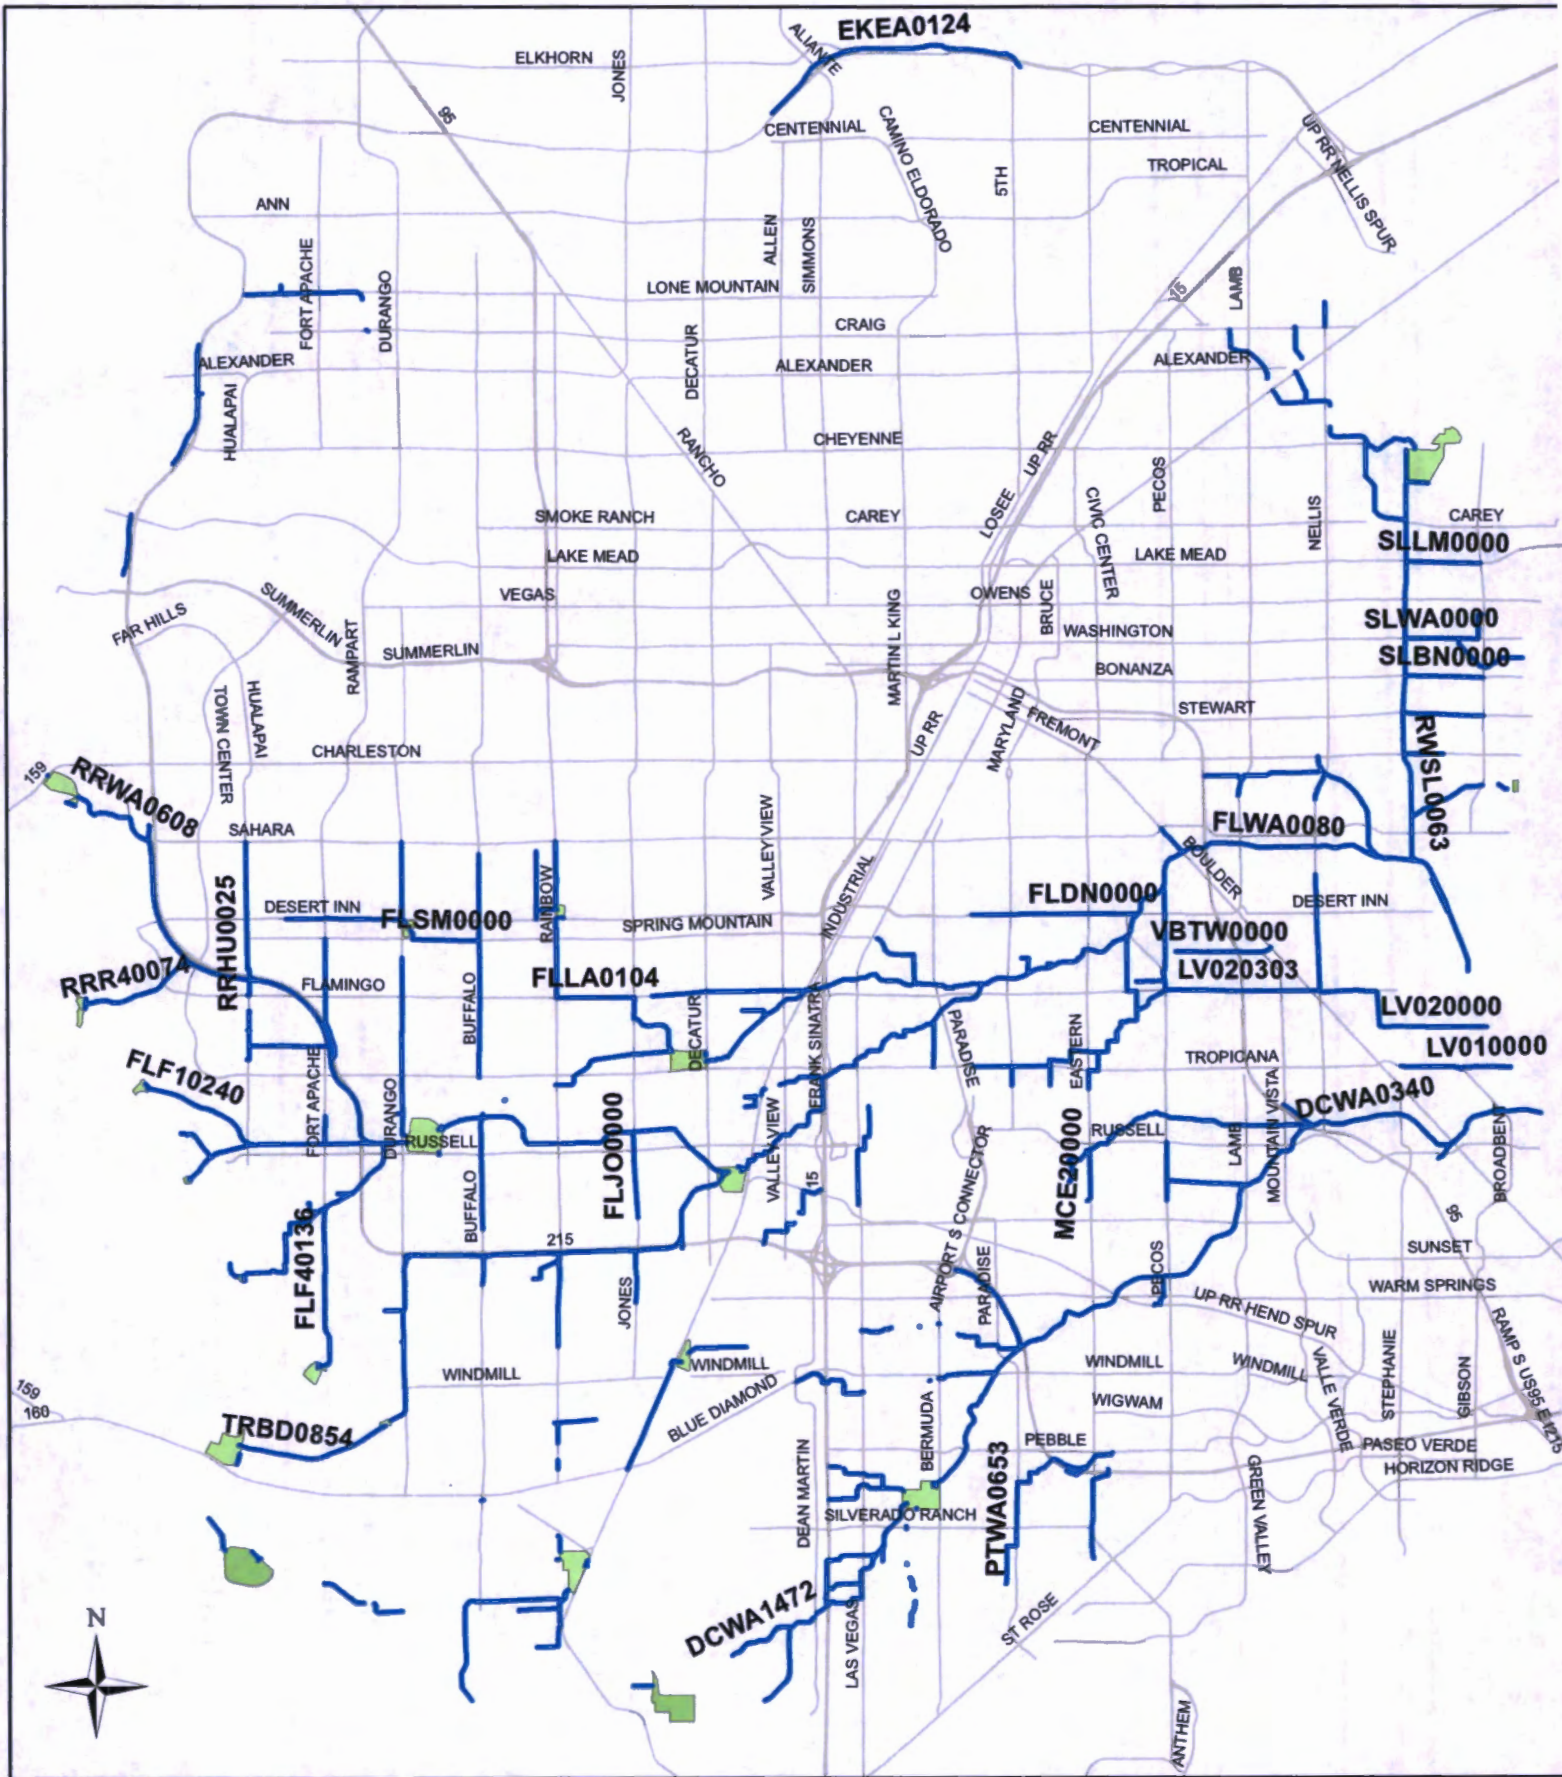 EKEA0124
ALIANTE
ELKHORN
JONES
95
CENTENNIAL
CAMINO ELDORADO
CENTENNIAL
UP RR NELLIS SPUR
TROPICAL
5TH
ANN
ALLEN
SIMMONS
FORT APACHE
DURANGO
LONE MOUNTAIN
LAMB
15
CRAIG
DECATUR
ALEXANDER
ALEXANDER
ALEXANDER
HUALAPAI
RANCHO
CHEYENNE
UP RR
LOSEE
PECOS
CIVIC CENTER
NELLIS
SMOKE RANCH
CAREY
CAREY
SLLM0000
LAKE MEAD
LAKE MEAD
VEGAS
OWENS
BRUCE
MARTIN L KING
FAR HILLS
SUMMERLIN
RAMPART
SUMMERLIN
WASHINGTON
SLWA0000
SLBN0000
BONANZA
TOWN CENTER
HUALAPAI
MARYLAND
FREMONT
STEWART
UP RR
CHARLESTON
RWSL0063
159
RRWA0608
SAHARA
VALLEY VIEW
INDUSTRIAL
FLWA0080
BOULDER
RRHU0025
DESERT INN
FLSM0000
RAINBOW
SPRING MOUNTAIN
FLDN0000
DESERT INN
VBTW0000
LV020303
RRR40074
FLAMINGO
BUFFALO
FLLA0104
DECATUR
FRANK SINATRA
PARADISE
EASTERN
LV020000
LV010000
TROPICANA
FLF10240
FORT APACHE
DURANGO
RUSSELL
FLJO0000
VALLEY VIEW
MCE20000
RUSSELL
LAMB
MOUNTAIN VISTA
DCWA0340
BROADBENT
BUFFALO
15
AIRPORT S CONNECTOR
95
FLF40136
215
PARADISE
PECOS
SUNSET
WARM SPRINGS
JONES
UP RR HEND SPUR
RAMP S US95 E I215
WINDMILL
WINDMILL
WINDMILL
WINDMILL
VALLE VERDE
STEPHANIE
GIBSON
159
160
BLUE DIAMOND
BERMUDA
WIGWAM
TRBD0854
DEAN MARTIN
PEBBLE
PASEO VERDE
HORIZON RIDGE
PTWA0653
GREEN VALLEY
SILVERADO RANCH
DCWA1472
LAS VEGAS
ST ROSE
N
ANTHEM